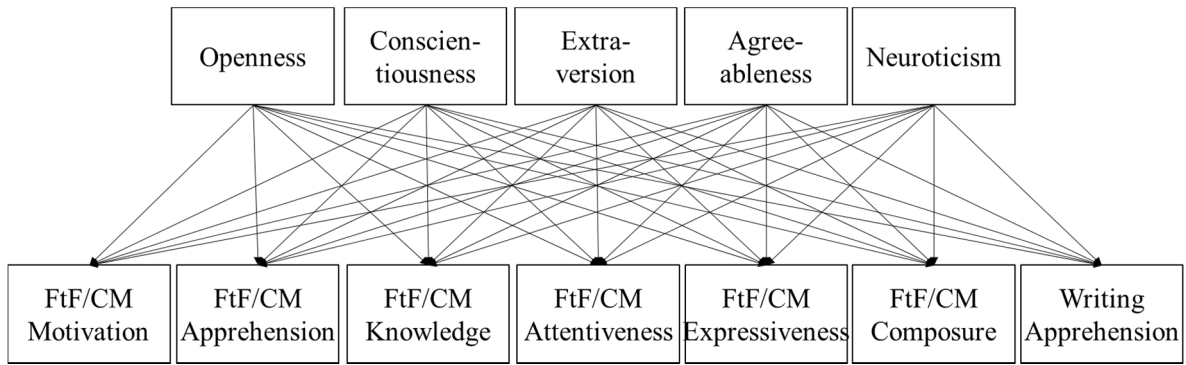 Openness
Conscien-
tiousness
Extra-
version
Agree-
ableness
Neuroticism
FtF/CM
Motivation
FtF/CM
Apprehension
FtF/CM
Knowledge
FtF/CM
Attentiveness
FtF/CM
Expressiveness
FtF/CM
Composure
Writing
Apprehension